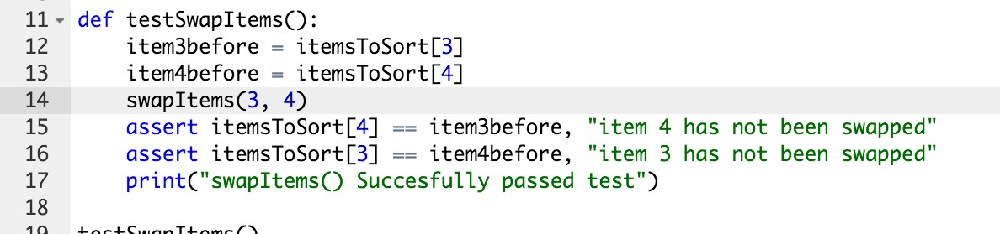 11 def testSwapItems():
12 item3before = itemsToSort[3]
13 item4before = itemsToSort[4]
14 swapItems(3, 4)
15 assert itemsToSort[4] == item3before, "item 4 has not been swapped"
16 assert itemsToSort[3] == item4before, "item 3 has not been swapped"
17 print("swapItems() Succesfully passed test")
18
19 testSwapItems()